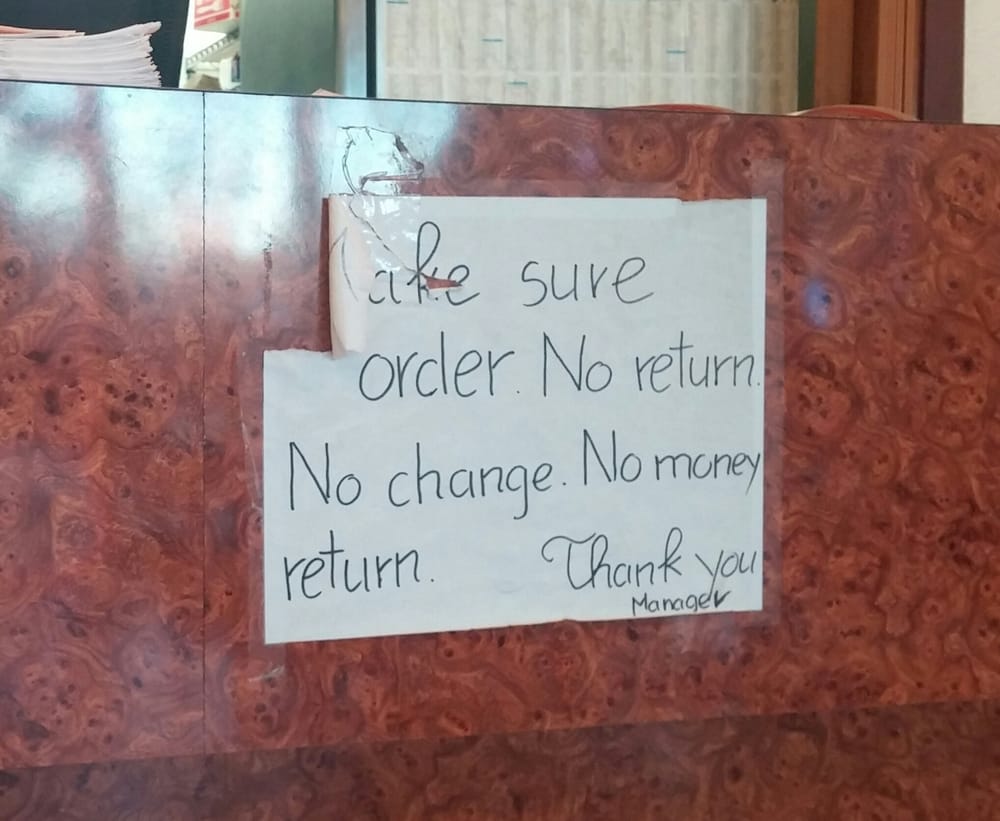 ake sure
order. No return.
No change. No money
return. Thank you
Manager